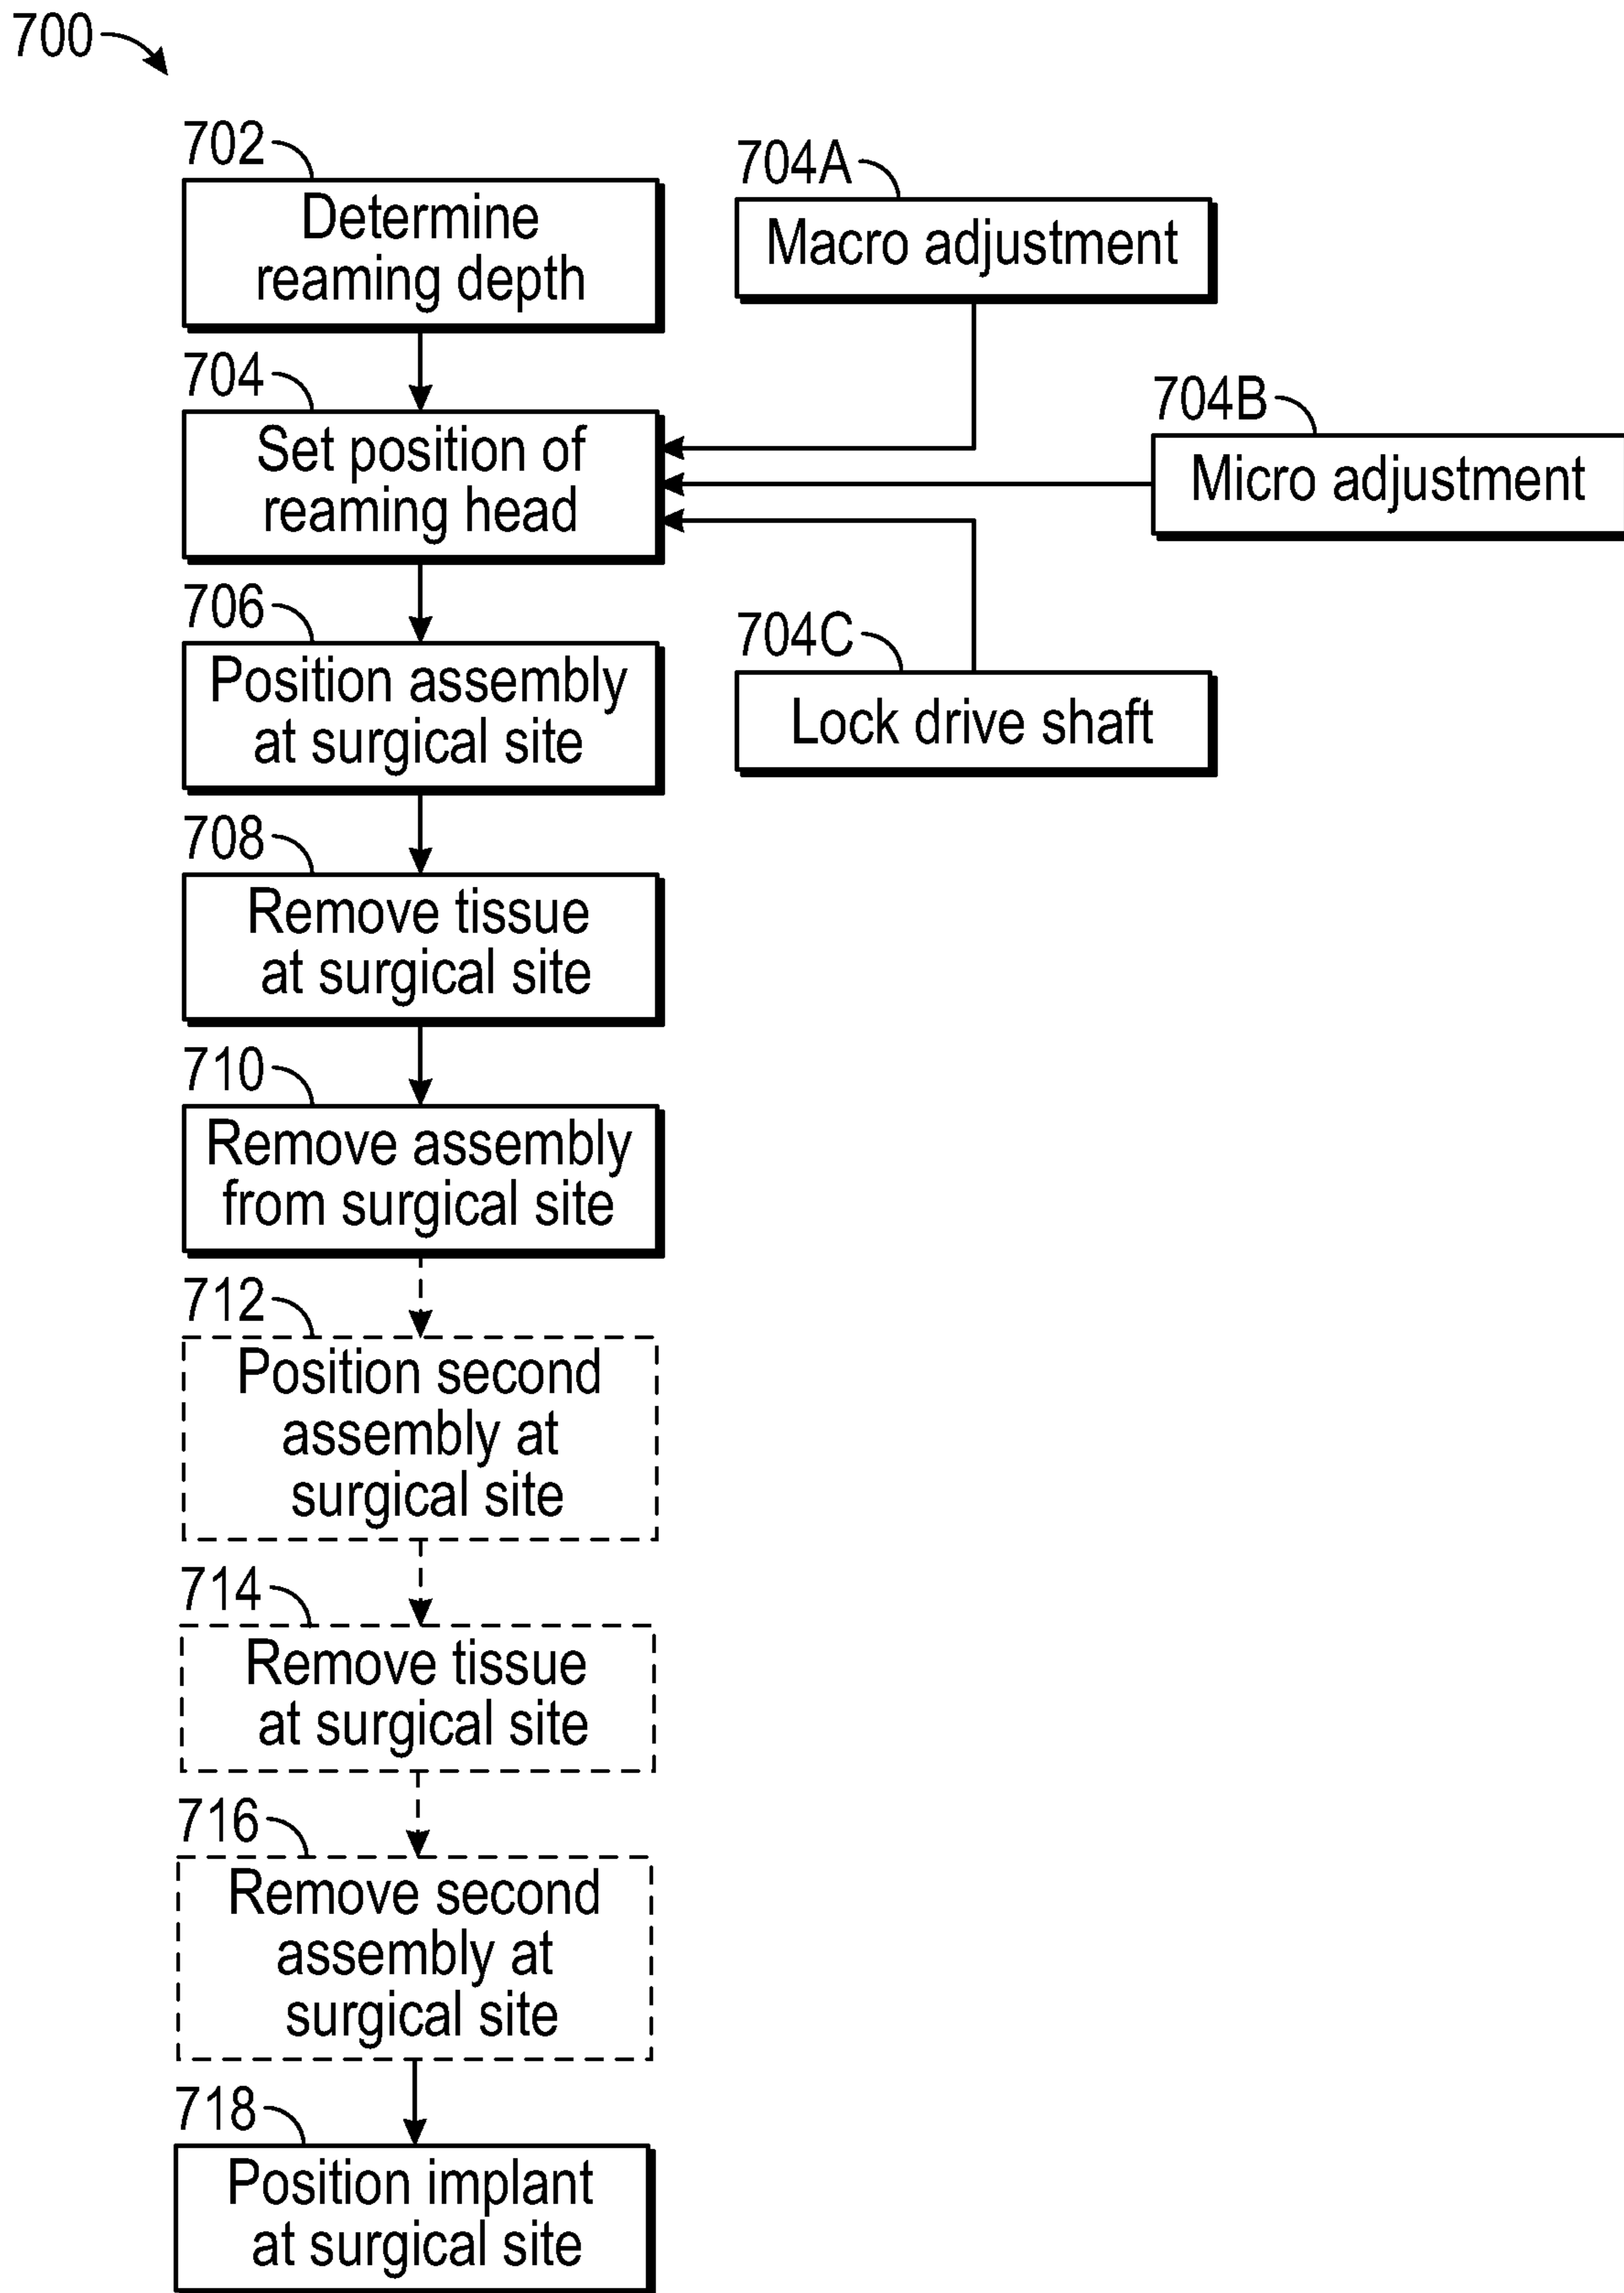 700
702
Determine
reaming depth
704A
Macro adjustment
704
Set position of
reaming head
704B
Micro adjustment
706
Position assembly
at surgical site
704C
Lock drive shaft
708
Remove tissue
at surgical site
710
Remove assembly
from surgical site
712
Position second
assembly at
surgical site
714
Remove tissue
at surgical site
716
Remove second
assembly at
surgical site
718
Position implant
at surgical site